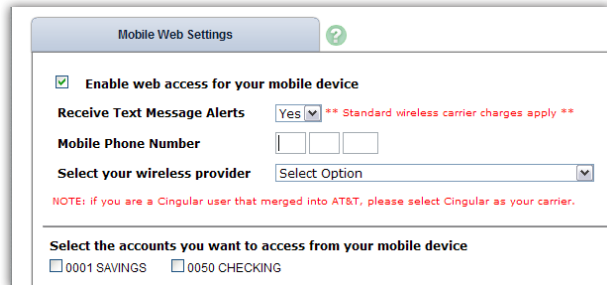 Mobile Web Settings ?
Enable web access for your mobile device
Receive Text Message Alerts Yes ** Standard wireless carrier charges apply **
Mobile Phone Number
Select your wireless provider Select Option
NOTE: if you are a Cingular user that merged into AT&T, please select Cingular as your carrier.
Select the accounts you want to access from your mobile device
0001 SAVINGS 0050 CHECKING